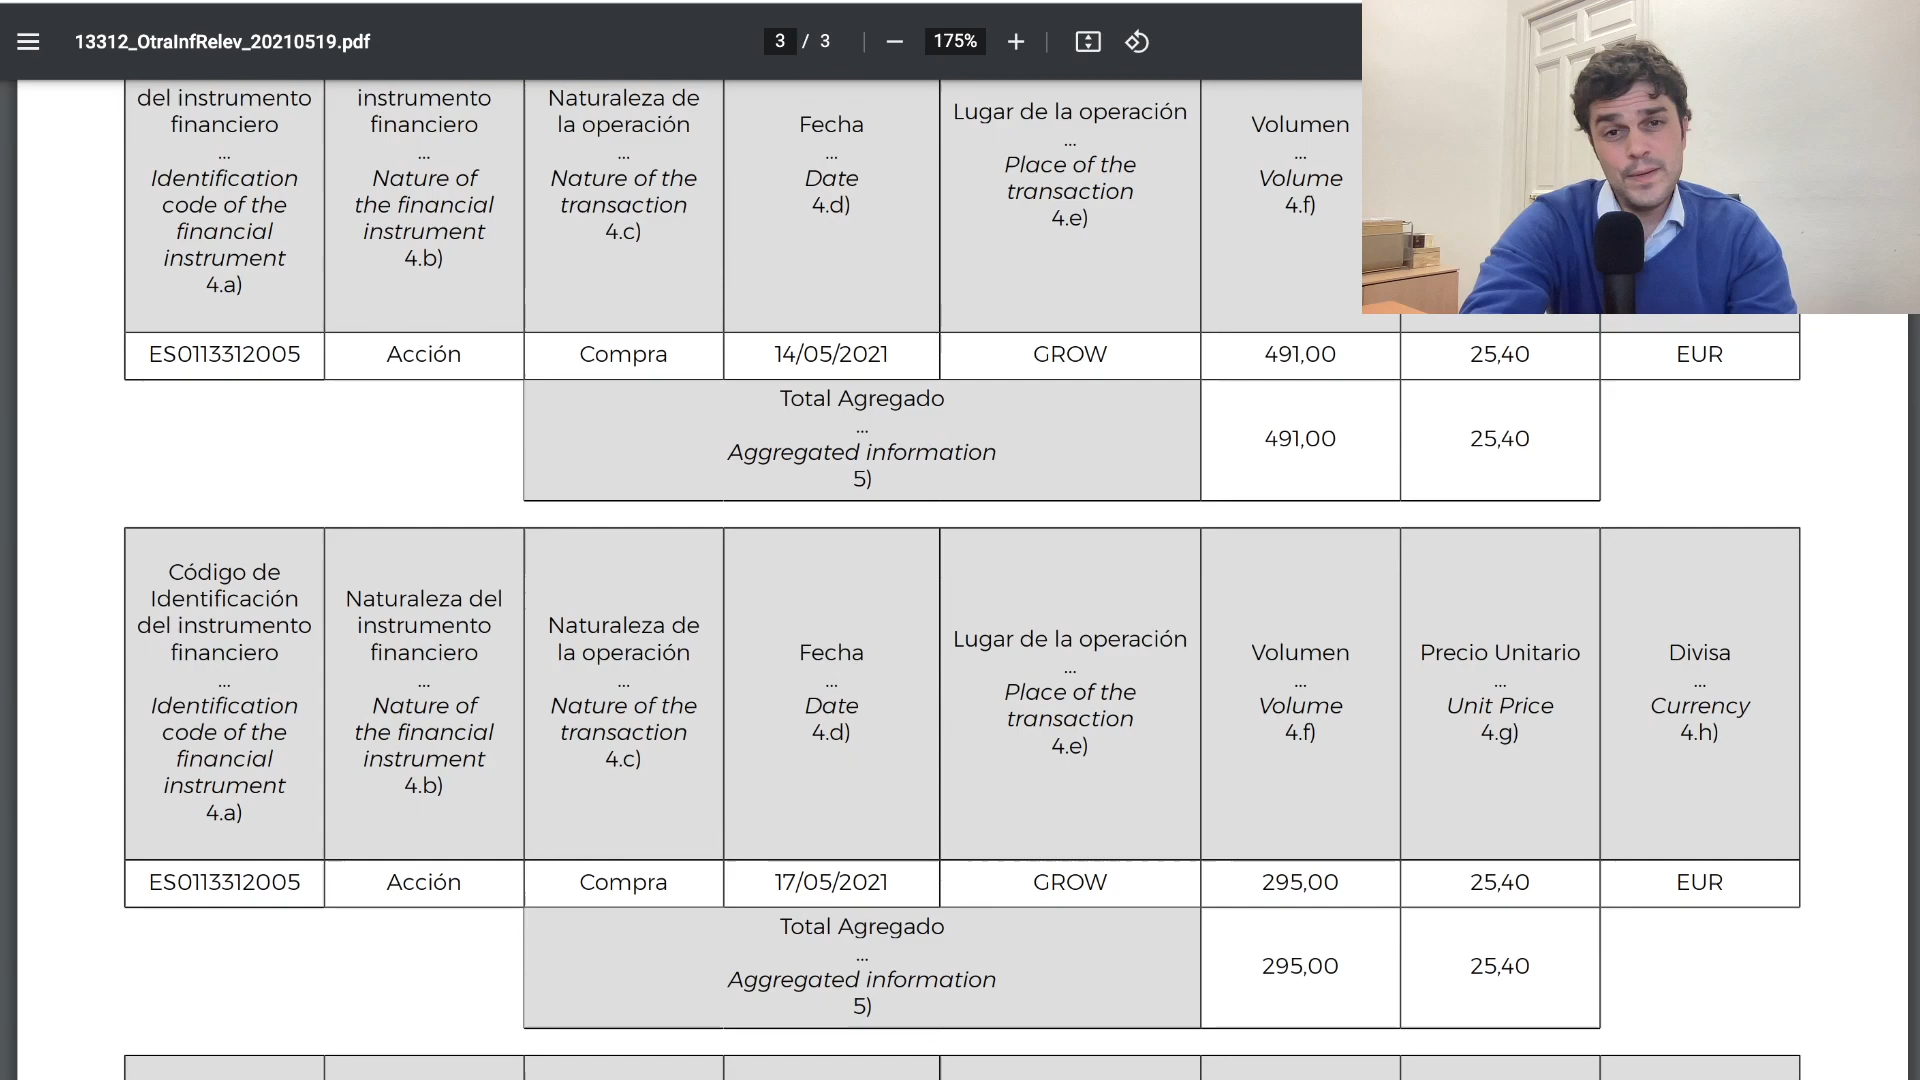 13312_OtraInfRelev_20210519.pdf
3 / 3
175%
del instrumento
financiero
...
Identification
code of the
financial
instrument
4.a)
instrumento
financiero
...
Nature of
the financial
instrument
4.b)
Naturaleza de
la operación
...
Nature of the
transaction
4.c)
Fecha
...
Date
4.d)
Lugar de la operación
...
Place of the
transaction
4.e)
Volumen
...
Volume
4.f)
ES0113312005 Acción Compra 14/05/2021 GROW 491,00 25,40 EUR
Total Agregado
...
Aggregated information
5)
491,00 25,40
Código de
Identificación
del instrumento
financiero
...
Identification
code of the
financial
instrument
4.a)
Naturaleza del
instrumento
financiero
...
Nature of
the financial
instrument
4.b)
Naturaleza de
la operación
...
Nature of the
transaction
4.c)
Fecha
...
Date
4.d)
Lugar de la operación
...
Place of the
transaction
4.e)
Volumen
...
Volume
4.f)
Precio Unitario
...
Unit Price
4.g)
Divisa
...
Currency
4.h)
ES0113312005 Acción Compra 17/05/2021 GROW 295,00 25,40 EUR
Total Agregado
...
Aggregated information
5)
295,00 25,40